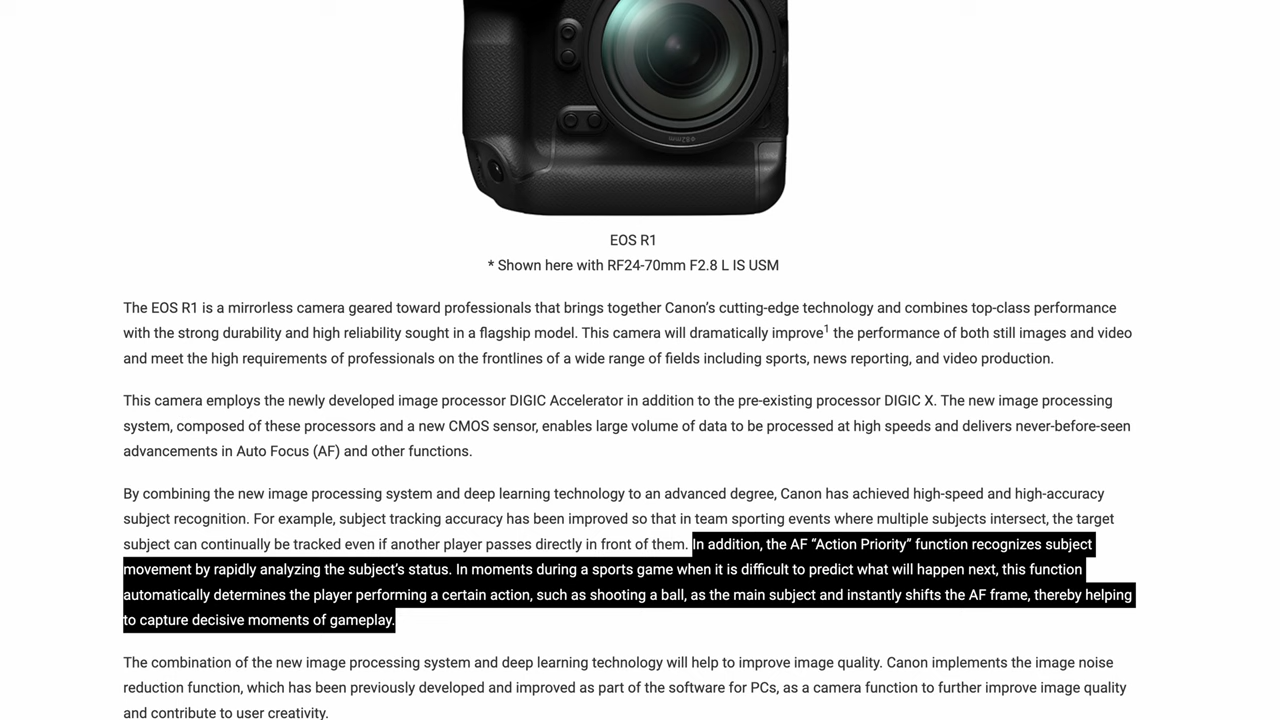 EOS R1
* Shown here with RF24-70mm F2.8 L IS USM
The EOS R1 is a mirrorless camera geared toward professionals that brings together Canon’s cutting-edge technology and combines top-class performance
with the strong durability and high reliability sought in a flagship model. This camera will dramatically improve1 the performance of both still images and video
and meet the high requirements of professionals on the frontlines of a wide range of fields including sports, news reporting, and video production.
This camera employs the newly developed image processor DIGIC Accelerator in addition to the pre-existing processor DIGIC X. The new image processing
system, composed of these processors and a new CMOS sensor, enables large volume of data to be processed at high speeds and delivers never-before-seen
advancements in Auto Focus (AF) and other functions.
By combining the new image processing system and deep learning technology to an advanced degree, Canon has achieved high-speed and high-accuracy
subject recognition. For example, subject tracking accuracy has been improved so that in team sporting events where multiple subjects intersect, the target
subject can continually be tracked even if another player passes directly in front of them. In addition, the AF “Action Priority” function recognizes subject
movement by rapidly analyzing the subject’s status. In moments during a sports game when it is difficult to predict what will happen next, this function
automatically determines the player performing a certain action, such as shooting a ball, as the main subject and instantly shifts the AF frame, thereby helping
to capture decisive moments of gameplay.
The combination of the new image processing system and deep learning technology will help to improve image quality. Canon implements the image noise
reduction function, which has been previously developed and improved as part of the software for PCs, as a camera function to further improve image quality
and contribute to user creativity.